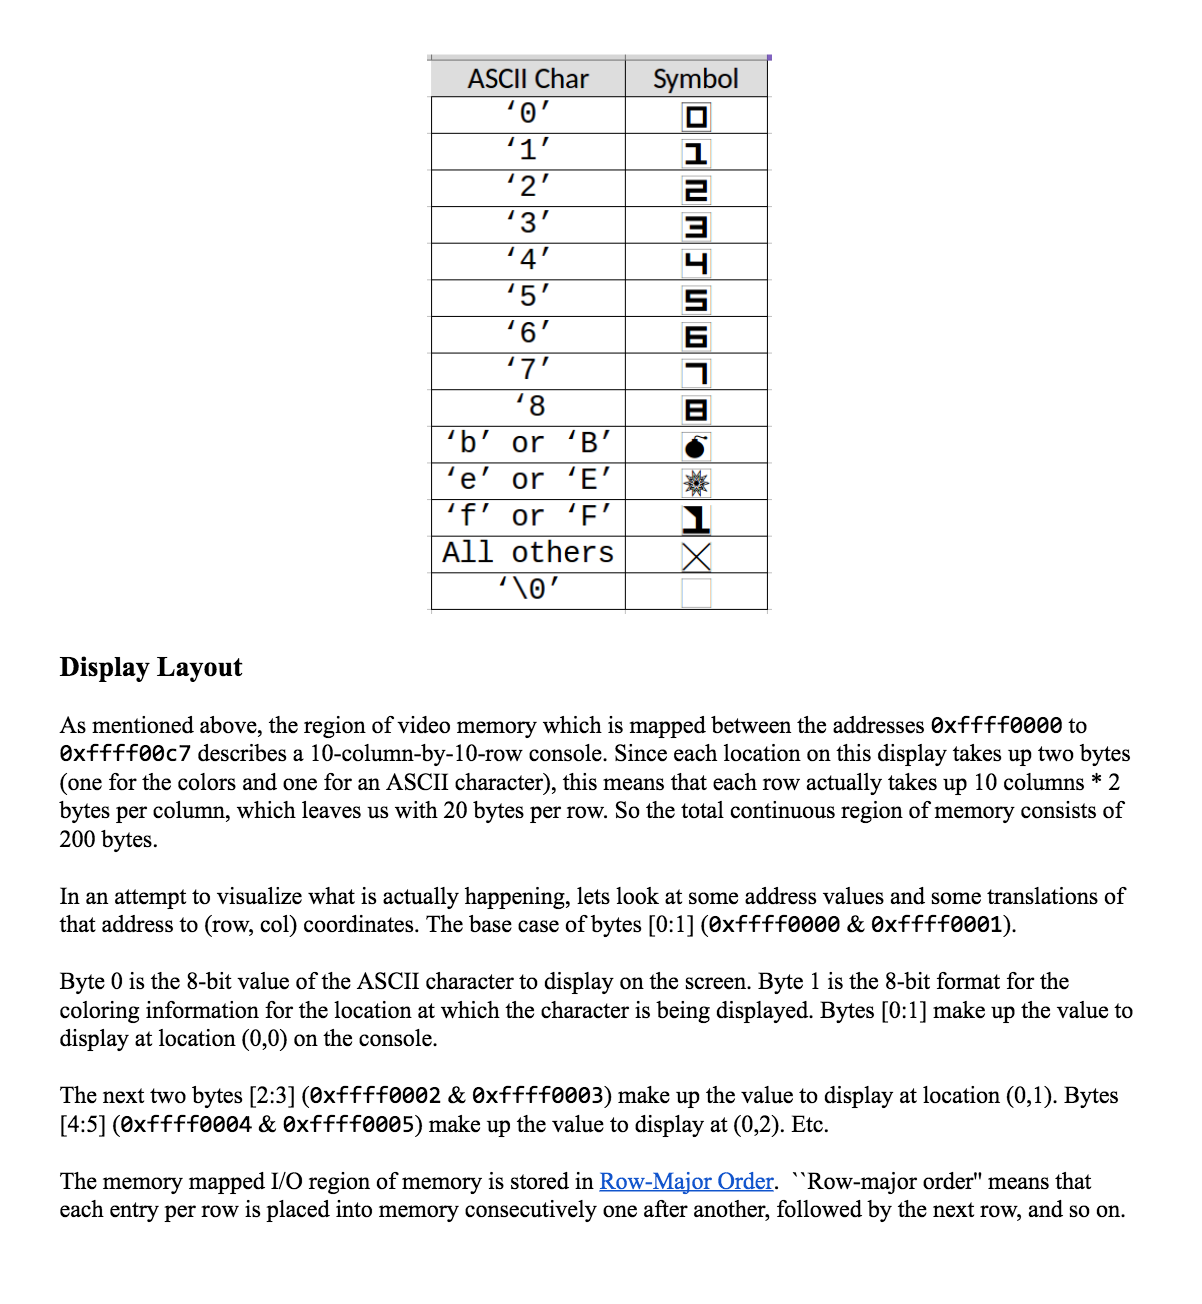 ASCII Char Symbol
‘0’ 0
‘1’ 1
‘2’ 2
‘3’ 3
‘4’ 4
‘5’ 5
‘6’ 6
‘7’ 7
‘8 8
‘b’ or ‘B’
‘e’ or ‘E’
‘f’ or ‘F’
All others
‘\0’
Display Layout
As mentioned above, the region of video memory which is mapped between the addresses 0xffff0000 to
0xffff00c7 describes a 10-column-by-10-row console. Since each location on this display takes up two bytes
(one for the colors and one for an ASCII character), this means that each row actually takes up 10 columns * 2
bytes per column, which leaves us with 20 bytes per row. So the total continuous region of memory consists of
200 bytes.
In an attempt to visualize what is actually happening, lets look at some address values and some translations of
that address to (row, col) coordinates. The base case of bytes [0:1] (0xffff0000 & 0xffff0001).
Byte 0 is the 8-bit value of the ASCII character to display on the screen. Byte 1 is the 8-bit format for the
coloring information for the location at which the character is being displayed. Bytes [0:1] make up the value to
display at location (0,0) on the console.
The next two bytes [2:3] (0xffff0002 & 0xffff0003) make up the value to display at location (0,1). Bytes
[4:5] (0xffff0004 & 0xffff0005) make up the value to display at (0,2). Etc.
The memory mapped I/O region of memory is stored in Row-Major Order. ``Row-major order" means that
each entry per row is placed into memory consecutively one after another, followed by the next row, and so on.